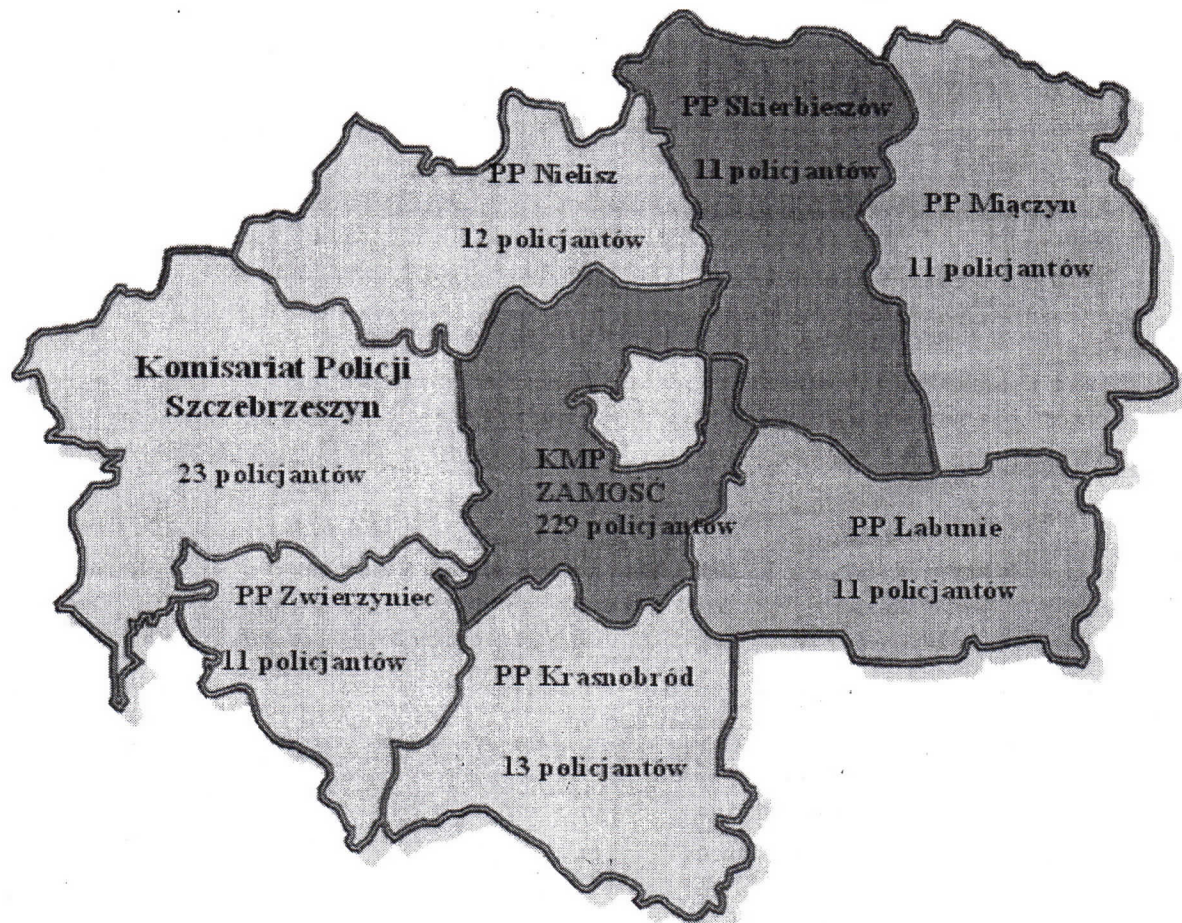 PP Skierbieszów
11 policjantów
PP Nielisz
12 policjantów
PP Miączyn
11 policjantów
Komisariat Policji
Szczebrzeszyn
23 policjantów
KMP
ZAMOŚĆ
229 policjantów
PP Labunie
11 policjantów
PP Zwierzyniec
11 policjantów
PP Krasnobród
13 policjantów